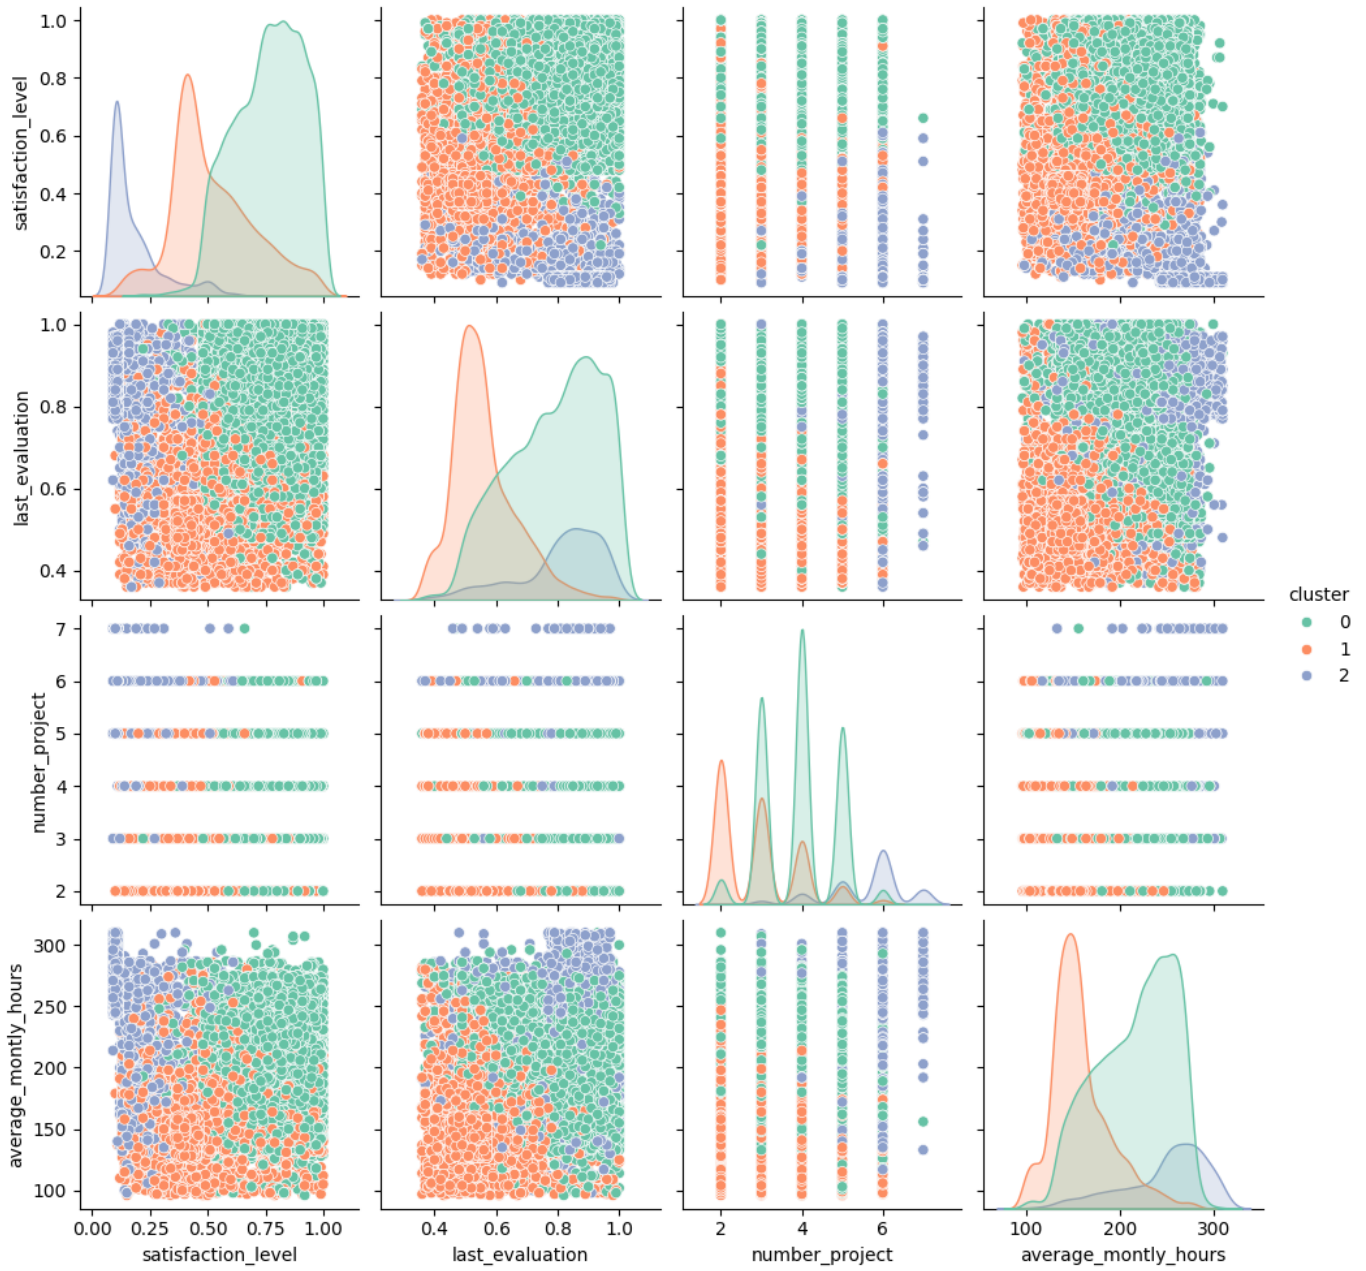 1.0
0.8
0.6
0.4
0.2
satisfaction_level
1.0
0.8
0.6
0.4
last_evaluation
7
6
5
4
3
2
number_project
300
250
200
150
100
average_montly_hours
0.00 0.25 0.50 0.75 1.00
satisfaction_level
0.4 0.6 0.8 1.0
last_evaluation
2 4 6
number_project
100 200 300
average_montly_hours
cluster
0
1
2